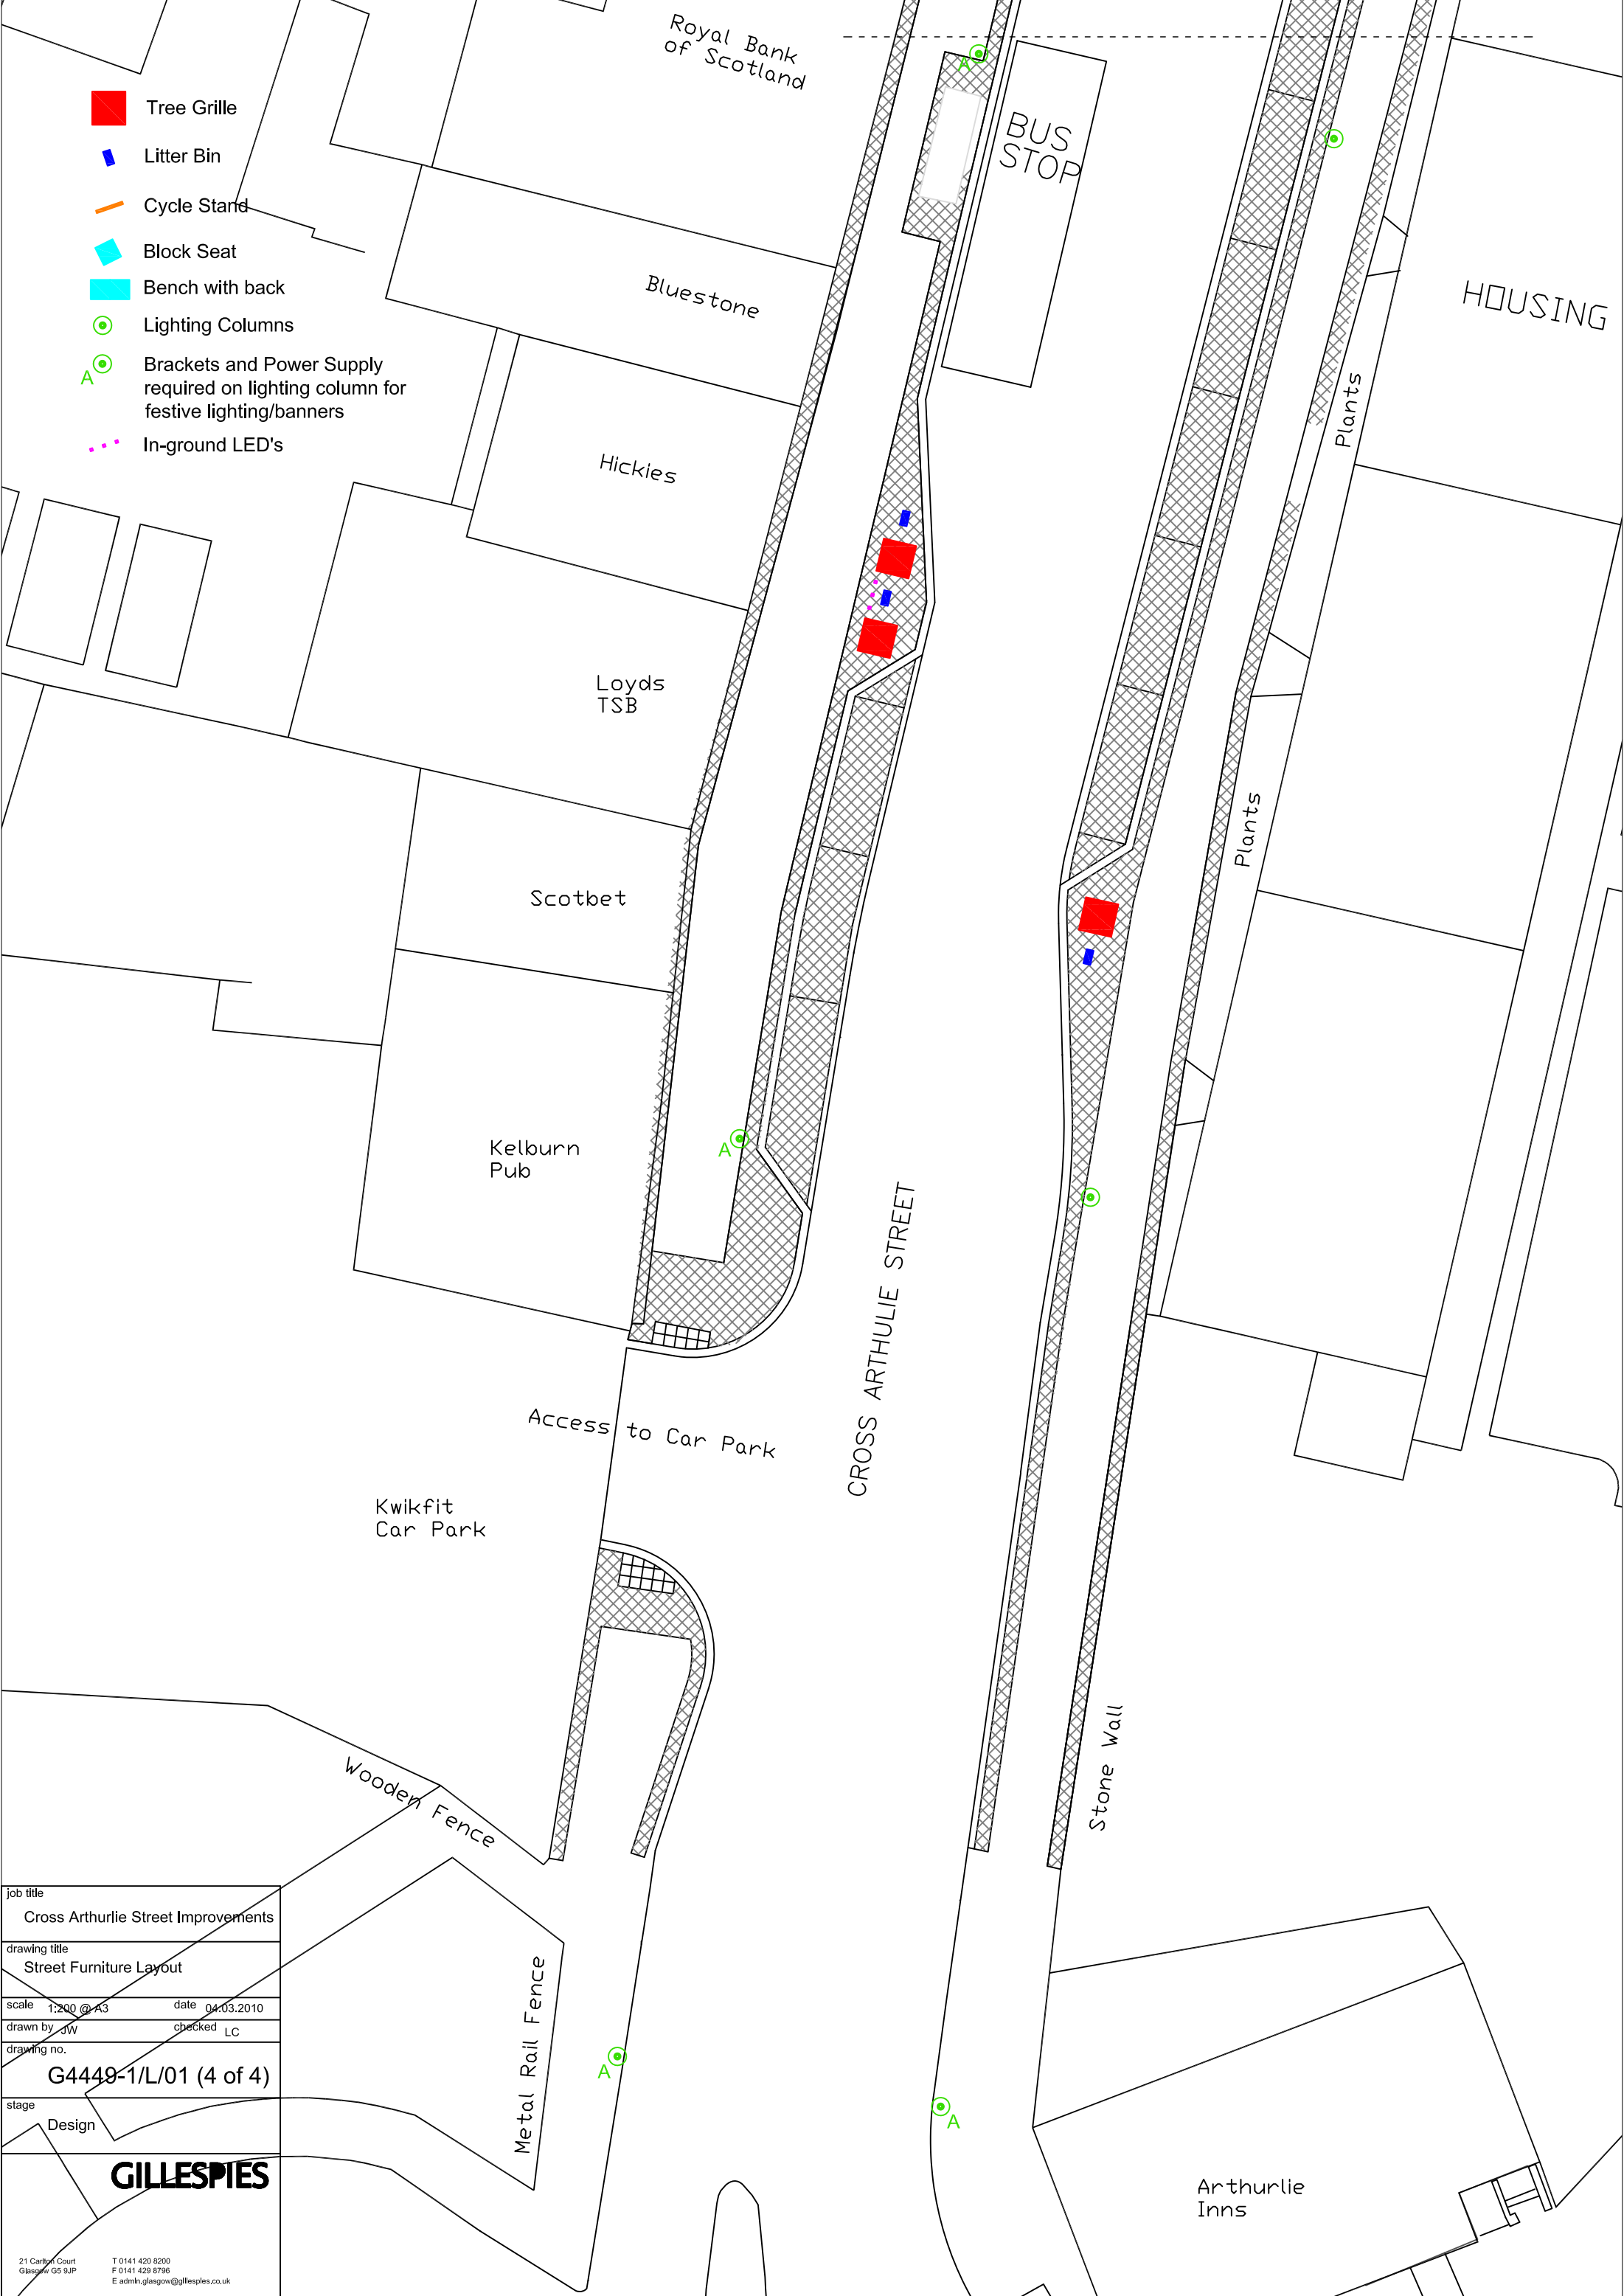 Royal Bank
of Scotland
A
BUS
STOP
Tree Grille
Litter Bin
Cycle Stand
Block Seat
Bench with back
Lighting Columns
A
Brackets and Power Supply
required on lighting column for
festive lighting/banners
In-ground LED's
Bluestone
HOUSING
Plants
Hickies
Loyds
TSB
Plants
Scotbet
Kelburn
Pub
A
CROSS ARTHULIE STREET
Access to Car Park
Kwikfit
Car Park
Wooden Fence
Stone Wall
Metal Rail Fence
A
A
Arthurlie
Inns
job title
Cross Arthurlie Street Improvements
drawing title
Street Furniture Layout
scale 1:200 @ A3 date 04.03.2010
drawn by JW checked LC
drawing no.
G4449-1/L/01 (4 of 4)
stage
Design
GILLESPIES
21 Carlton Court T 0141 420 8200
Glasgow G5 9JP F 0141 429 8796
E admin.glasgow@gillespies.co.uk